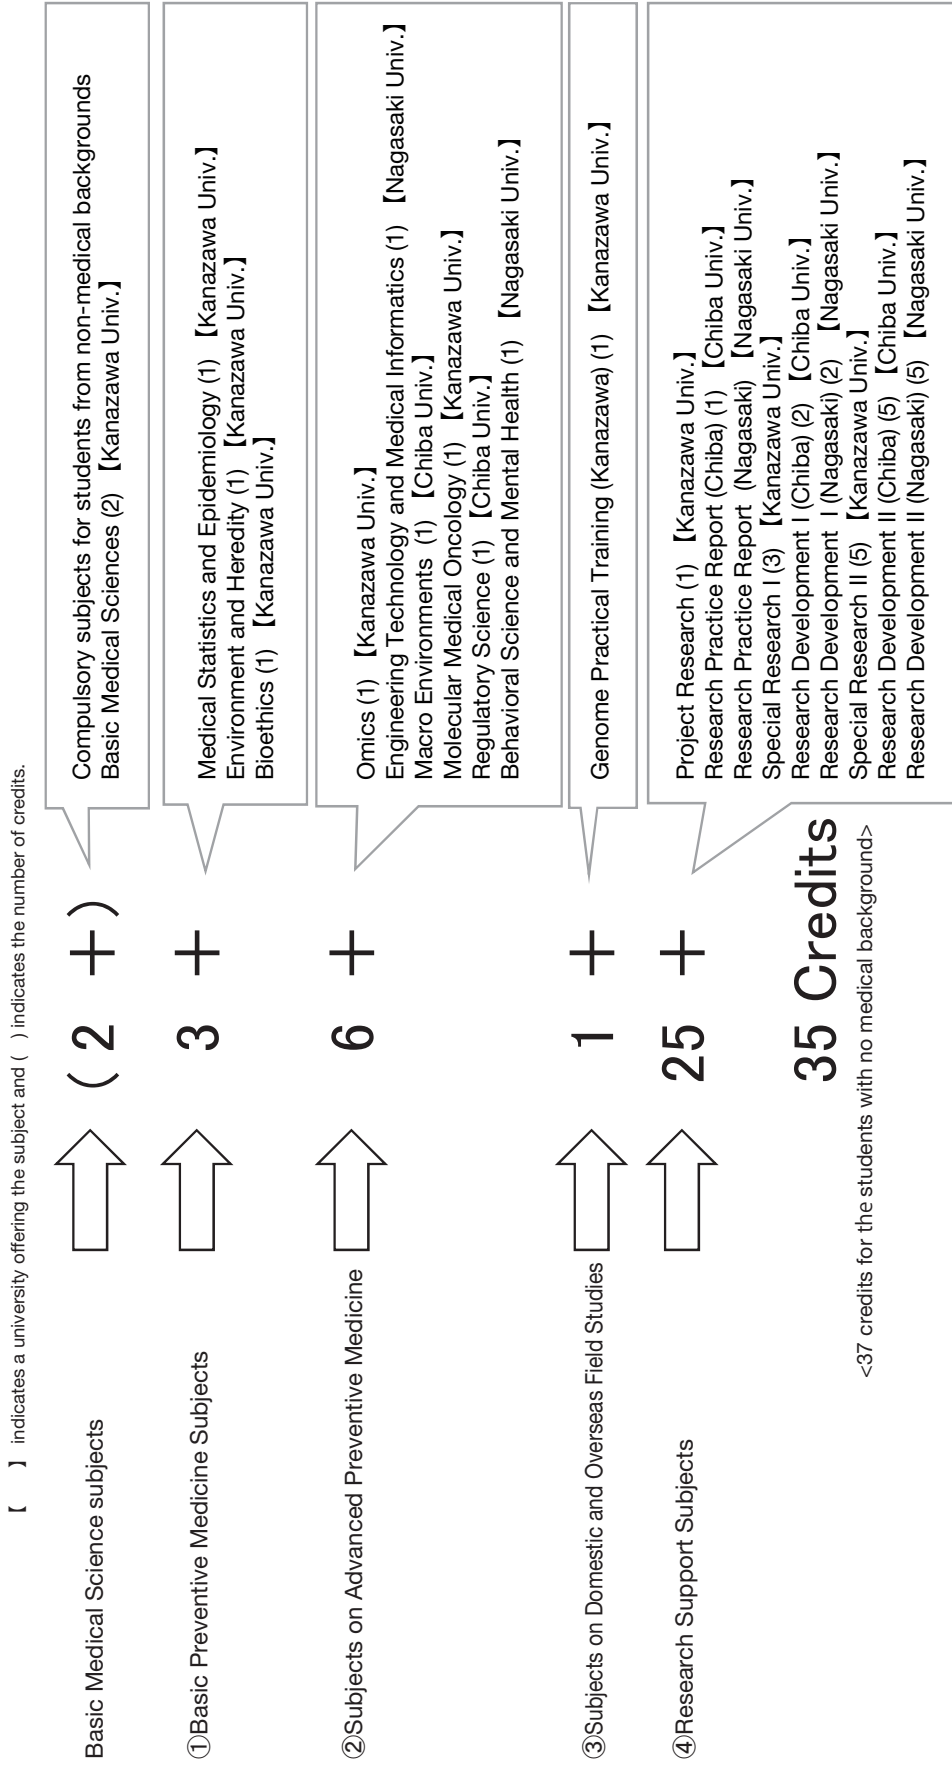 【　】 indicates a university offering the subject and (　) indicates the number of credits.
Basic Medical Science subjects
( 2 +)
Compulsory subjects for students from non-medical backgrounds
Basic Medical Sciences (2) 【Kanazawa Univ.】
①Basic Preventive Medicine Subjects
3 +
Medical Statistics and Epidemiology (1) 【Kanazawa Univ.】
Environment and Heredity (1) 【Kanazawa Univ.】
Bioethics (1) 【Kanazawa Univ.】
②Subjects on Advanced Preventive Medicine
6 +
Omics (1) 【Kanazawa Univ.】
Engineering Technology and Medical Informatics (1) 【Nagasaki Univ.】
Macro Environments (1) 【Chiba Univ.】
Molecular Medical Oncology (1) 【Kanazawa Univ.】
Regulatory Science (1) 【Chiba Univ.】
Behavioral Science and Mental Health (1) 【Nagasaki Univ.】
③Subjects on Domestic and Overseas Field Studies
1 +
Genome Practical Training (Kanazawa) (1) 【Kanazawa Univ.】
④Research Support Subjects
25 +
Project Research (1) 【Kanazawa Univ.】
Research Practice Report (Chiba) (1) 【Chiba Univ.】
Research Practice Report (Nagasaki) 【Nagasaki Univ.】
Special Research I (3) 【Kanazawa Univ.】
Research Development I (Chiba) (2) 【Chiba Univ.】
Research Development I (Nagasaki) (2) 【Nagasaki Univ.】
Special Research II (5) 【Kanazawa Univ.】
Research Development II (Chiba) (5) 【Chiba Univ.】
Research Development II (Nagasaki) (5) 【Nagasaki Univ.】
35 Credits
<37 credits for the students with no medical background>